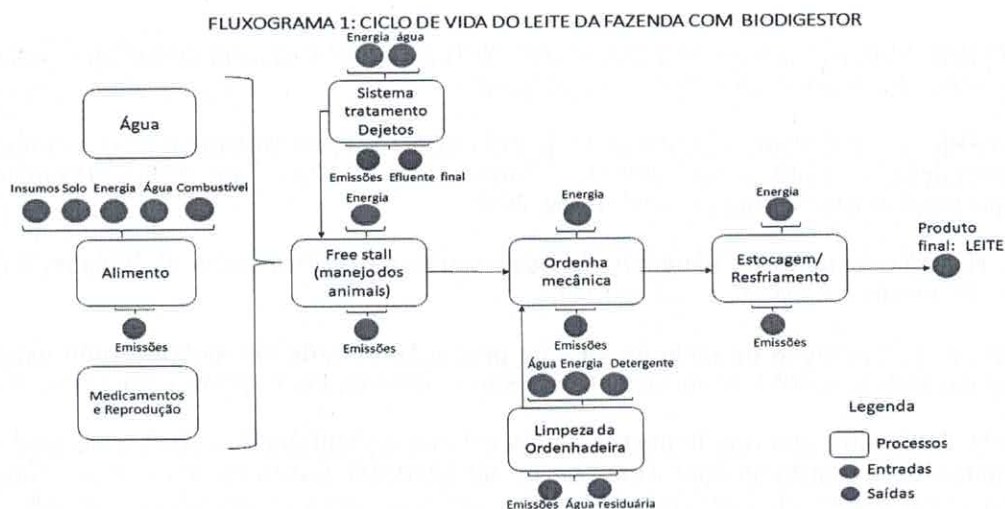 FLUXOGRAMA 1: CICLO DE VIDA DO LEITE DA FAZENDA COM BIODIGESTOR
Energia água
Sistema
tratamento
Dejetos
Emissões Efluente final
Água
Insumos Solo Energia Água Combustível
Alimento
Emissões
Medicamentos
e Reprodução
Energia
Free stall
(manejo dos
animais)
Emissões
Energia
Ordenha
mecânica
Emissões
Água Energia Detergente
Limpeza da
Ordenhadeira
Emissões Água residuária
Energia
Estocagem/
Resfriamento
Emissões
Produto
final: LEITE
Legenda
Processos
Entradas
Saídas